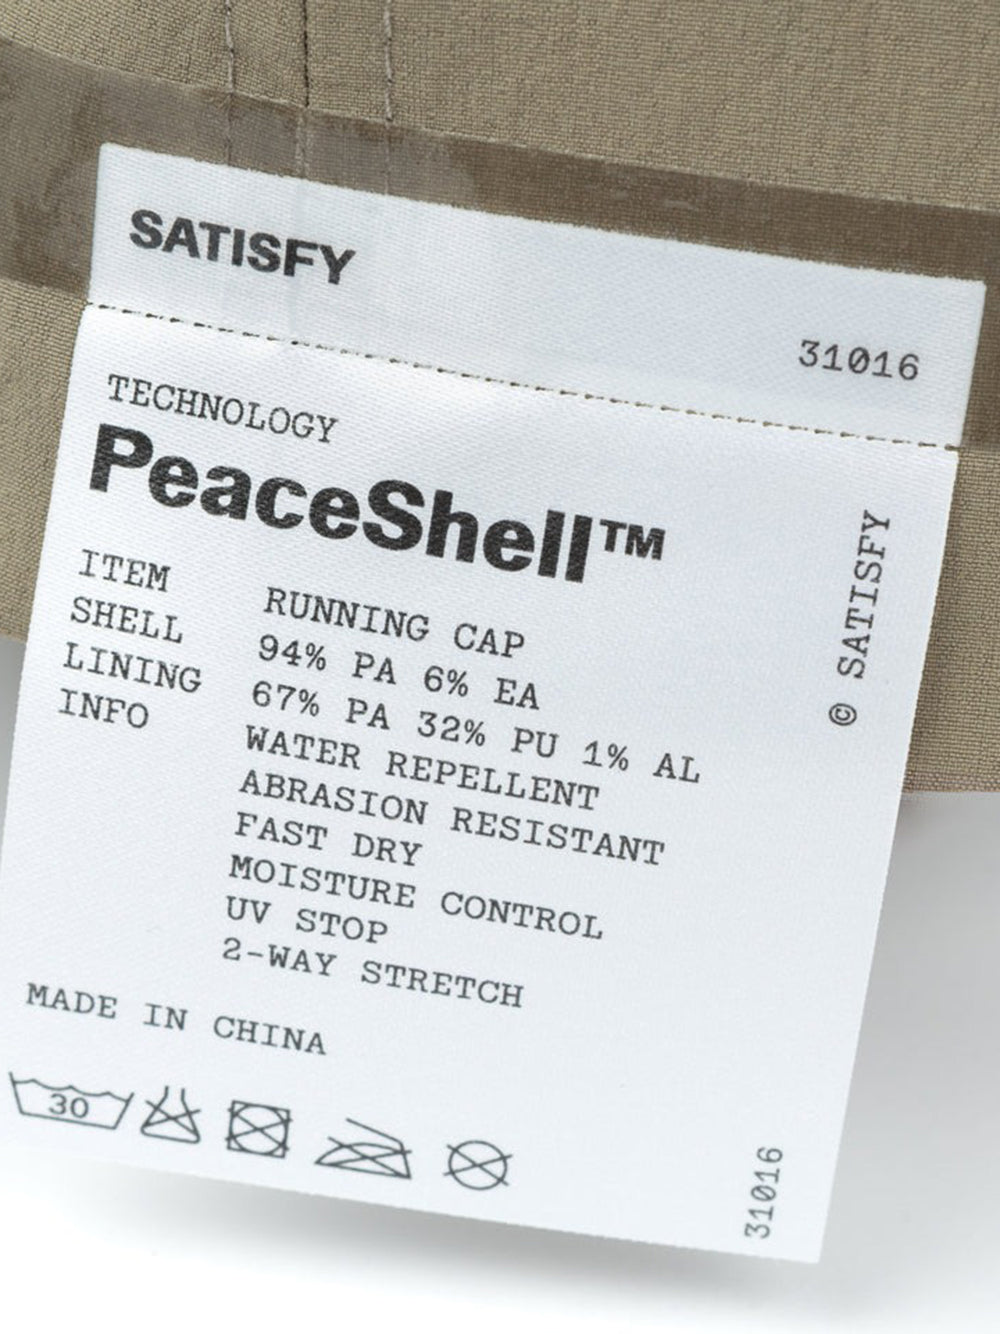 SATISFY
31016
TECHNOLOGY
PeaceShell™
ITEM RUNNING CAP
SHELL 94% PA 6% EA
LINING 67% PA 32% PU 1% AL
INFO WATER REPELLENT
ABRASION RESISTANT
FAST DRY
MOISTURE CONTROL
UV STOP
2-WAY STRETCH
MADE IN CHINA
30
© SATISFY
31016